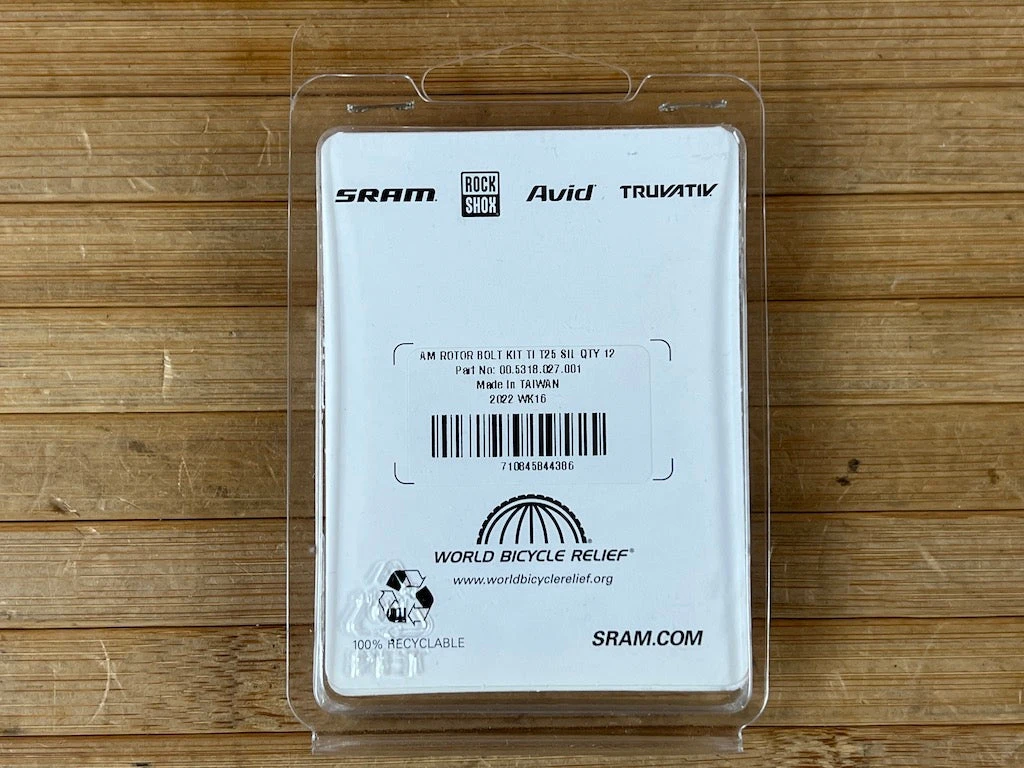 SRAM.
ROCK
SHOX
Avid
TRUVATIV.
AM ROTOR BOLT KIT TI T25 SIL QTY 12
Part No: 00.5318.027.001
Made In TAIWAN
2022 WK16
710845844386
WORLD BICYCLE RELIEF®
www.worldbicyclerelief.org
100% RECYCLABLE
SRAM.COM